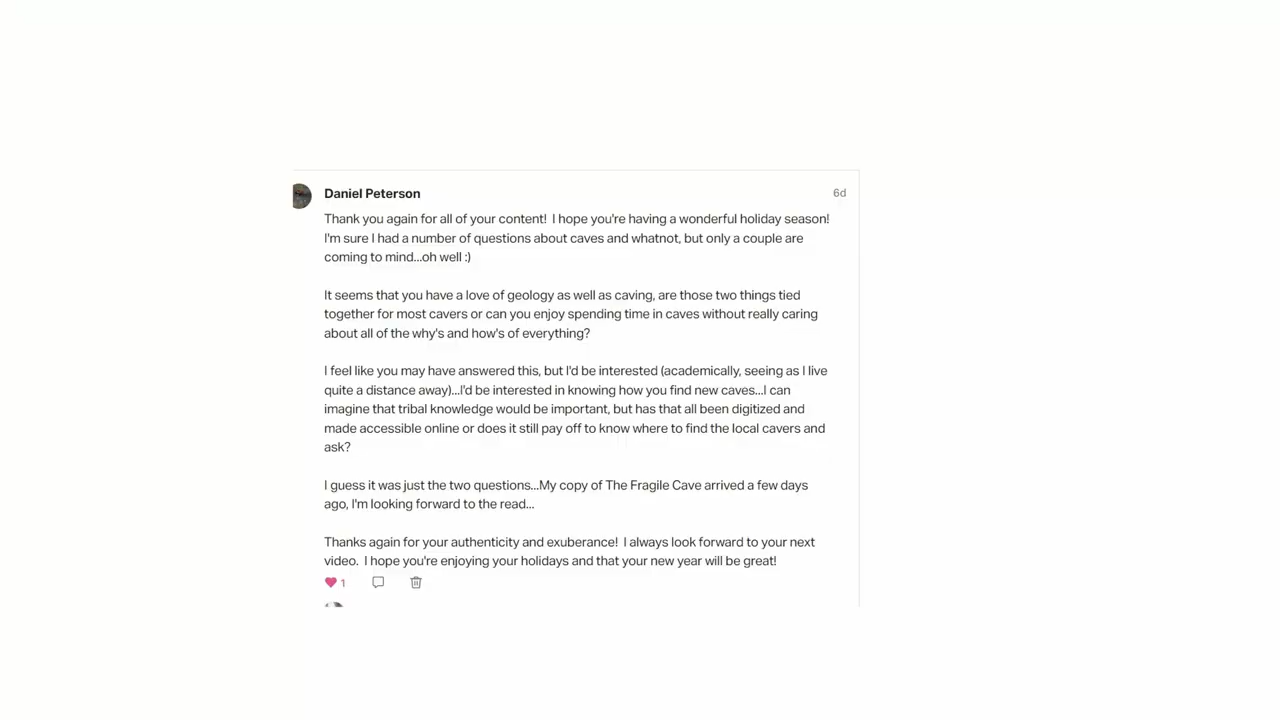 Daniel Peterson
6d
Thank you again for all of your content!  I hope you're having a wonderful holiday season!
I'm sure I had a number of questions about caves and whatnot, but only a couple are
coming to mind...oh well :)
It seems that you have a love of geology as well as caving, are those two things tied
together for most cavers or can you enjoy spending time in caves without really caring
about all of the why's and how's of everything?
I feel like you may have answered this, but I'd be interested (academically, seeing as I live
quite a distance away)...I'd be interested in knowing how you find new caves...I can
imagine that tribal knowledge would be important, but has that all been digitized and
made accessible online or does it still pay off to know where to find the local cavers and
ask?
I guess it was just the two questions...My copy of The Fragile Cave arrived a few days
ago, I'm looking forward to the read...
Thanks again for your authenticity and exuberance!  I always look forward to your next
video.  I hope you're enjoying your holidays and that your new year will be great!
1